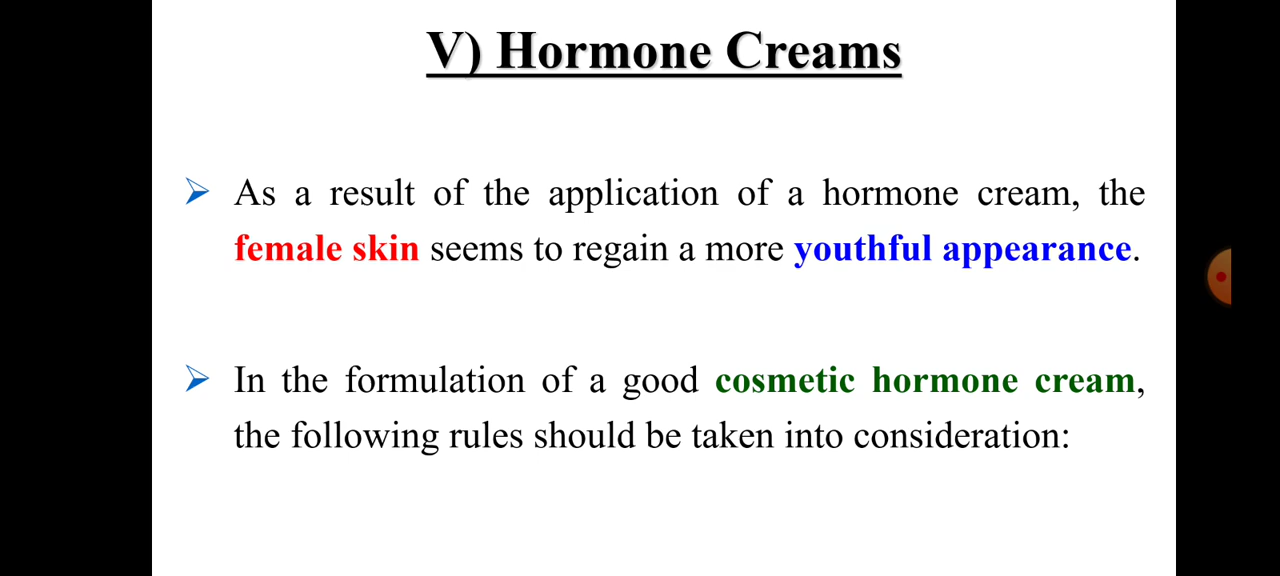 V) Hormone Creams
As a result of the application of a hormone cream, the
female skin seems to regain a more youthful appearance.
In the formulation of a good cosmetic hormone cream,
the following rules should be taken into consideration: